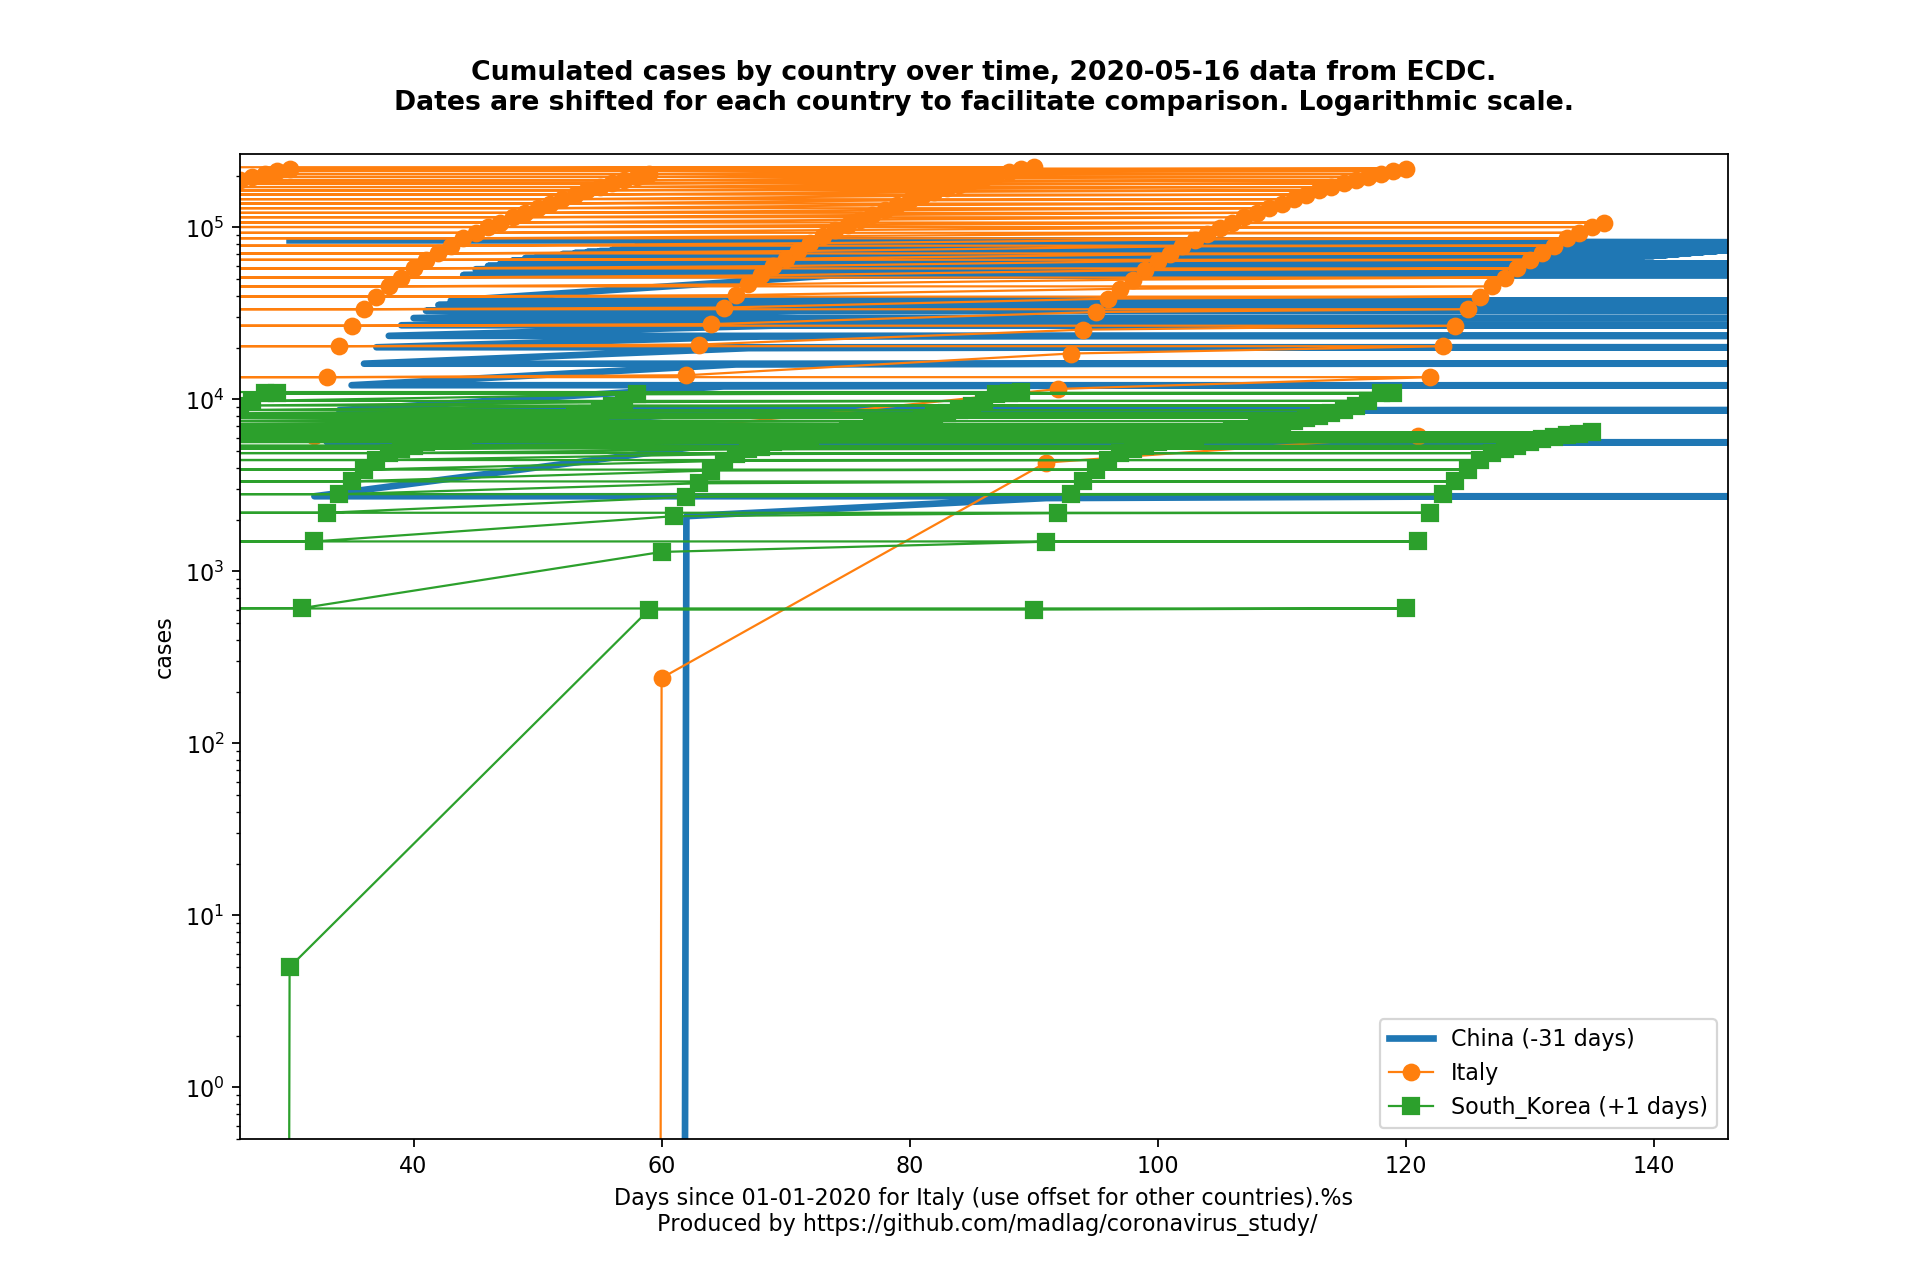 Cumulated cases by country over time, 2020-05-16 data from ECDC.
Dates are shifted for each country to facilitate comparison. Logarithmic scale.
10^5
10^4
10^3
10^2
10^1
10^0
cases
40 60 80 100 120 140
China (-31 days)
Italy
South_Korea (+1 days)
Days since 01-01-2020 for Italy (use offset for other countries).%s
Produced by https://github.com/madlag/coronavirus_study/